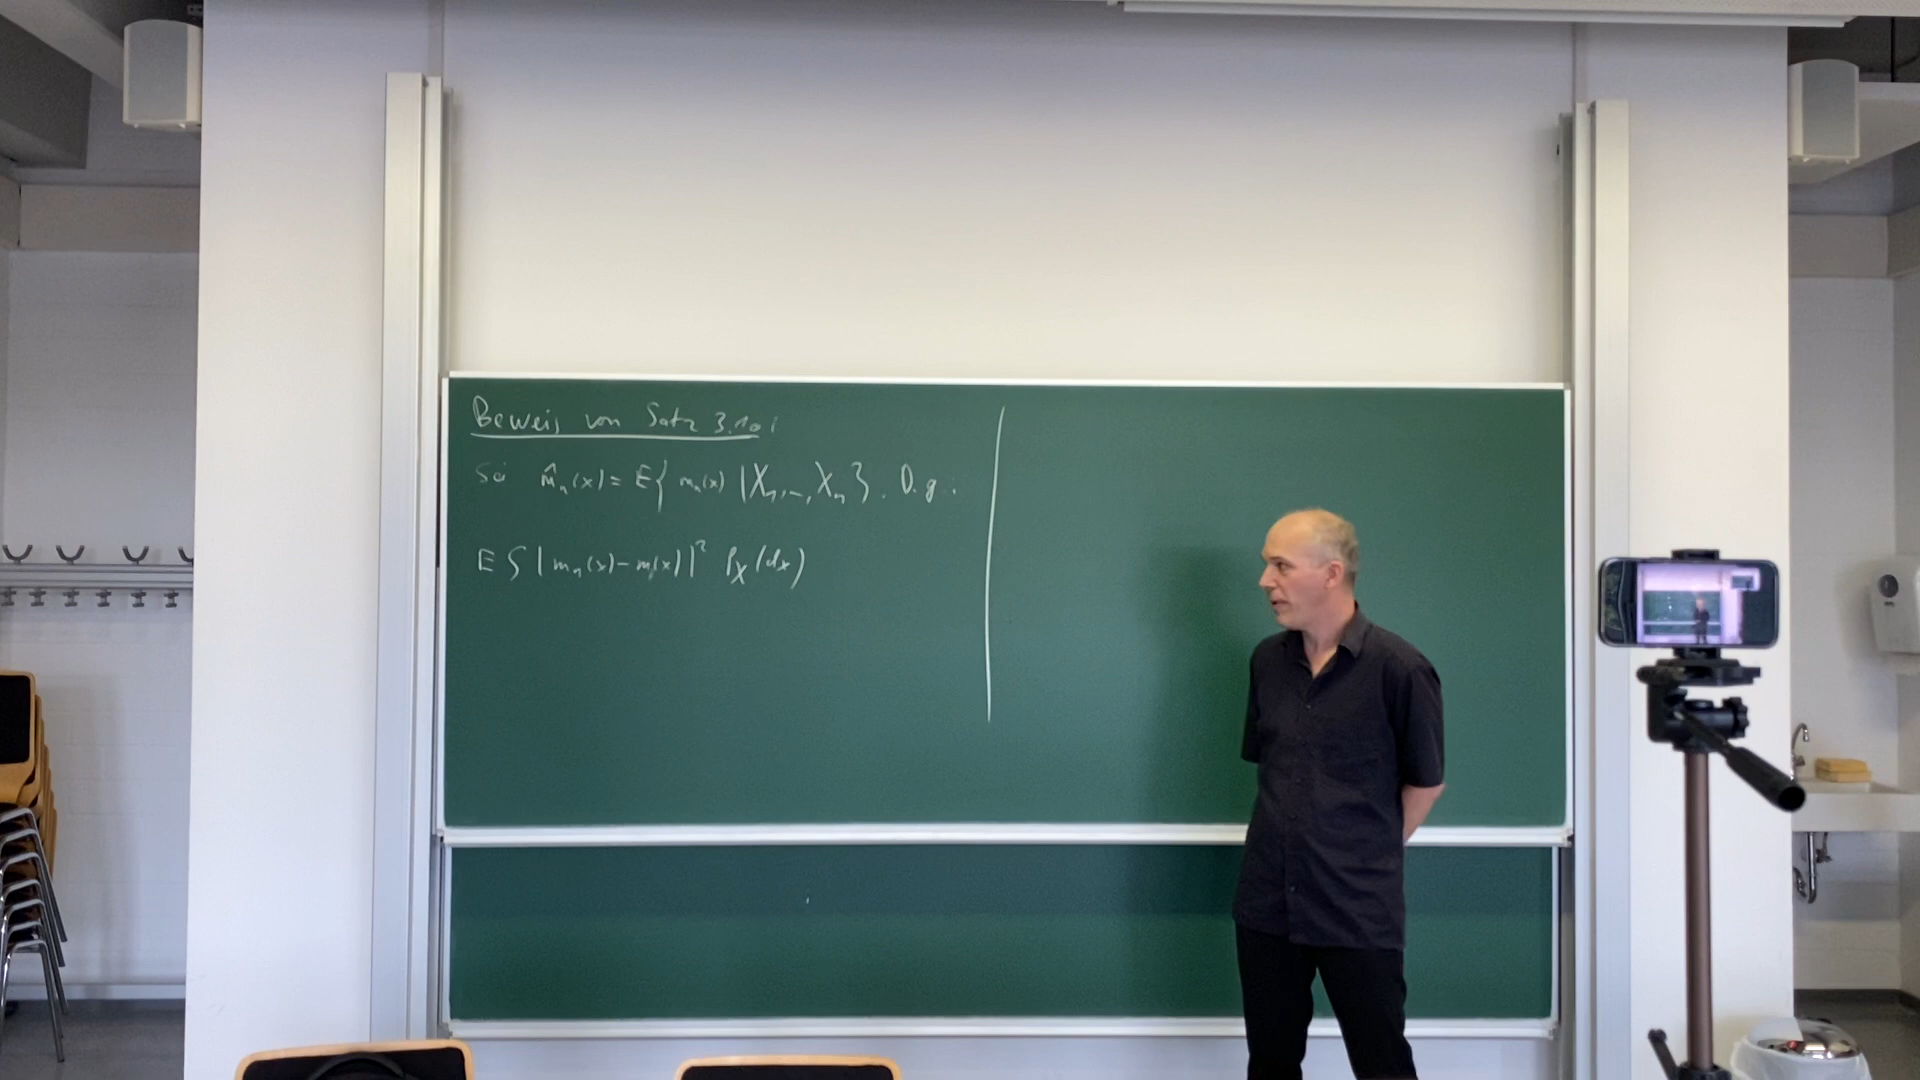 Beweis von Satz 3.10:
Sei m̂ₙ(x) = E{ mₙ(x) | X₁, ..., Xₙ }. D.g.:
E ∫ | mₙ(x) - m(x) |² P_X(dx)